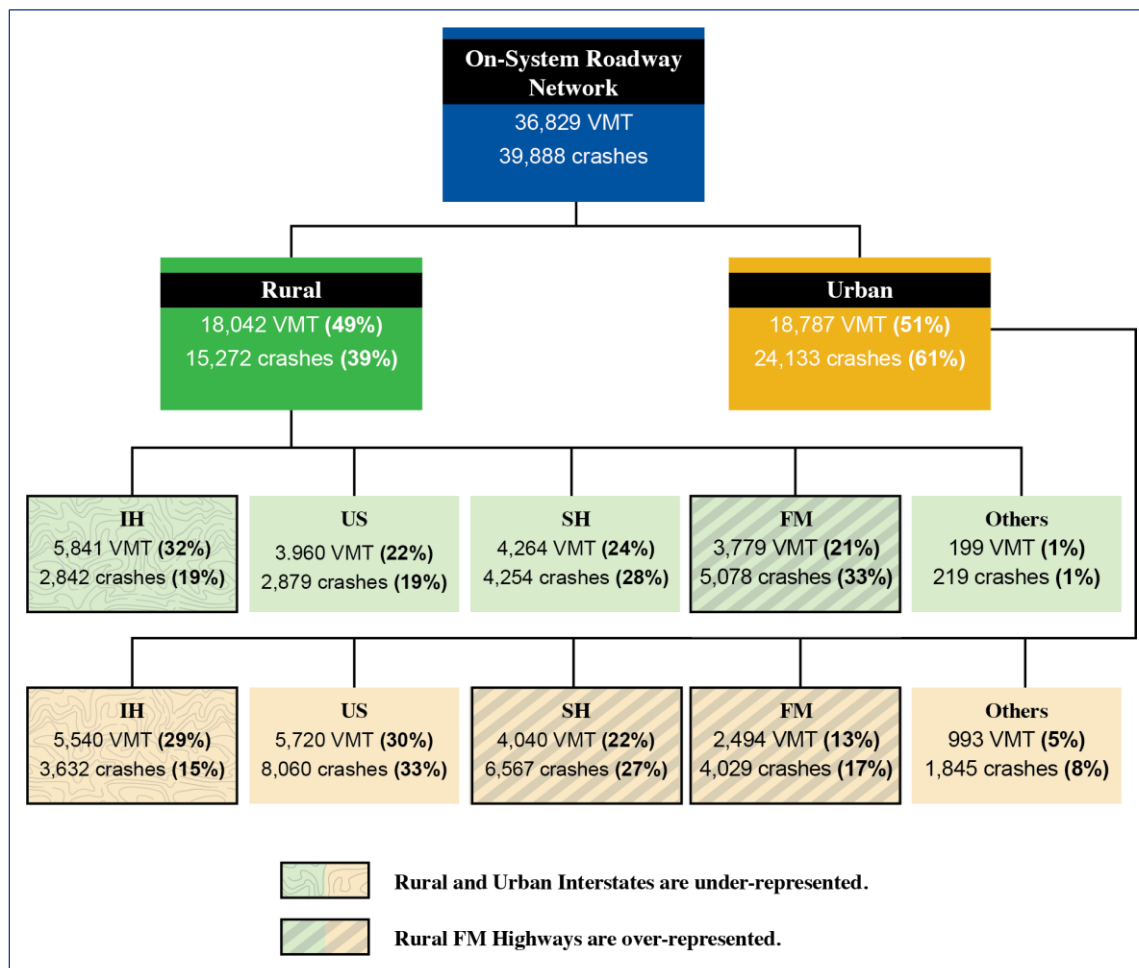 On-System Roadway
Network
36,829 VMT
39,888 crashes
Rural
18,042 VMT (49%)
15,272 crashes (39%)
Urban
18,787 VMT (51%)
24,133 crashes (61%)
IH
5,841 VMT (32%)
2,842 crashes (19%)
US
3.960 VMT (22%)
2,879 crashes (19%)
SH
4,264 VMT (24%)
4,254 crashes (28%)
FM
3,779 VMT (21%)
5,078 crashes (33%)
Others
199 VMT (1%)
219 crashes (1%)
IH
5,540 VMT (29%)
3,632 crashes (15%)
US
5,720 VMT (30%)
8,060 crashes (33%)
SH
4,040 VMT (22%)
6,567 crashes (27%)
FM
2,494 VMT (13%)
4,029 crashes (17%)
Others
993 VMT (5%)
1,845 crashes (8%)
Rural and Urban Interstates are under-represented.
Rural FM Highways are over-represented.